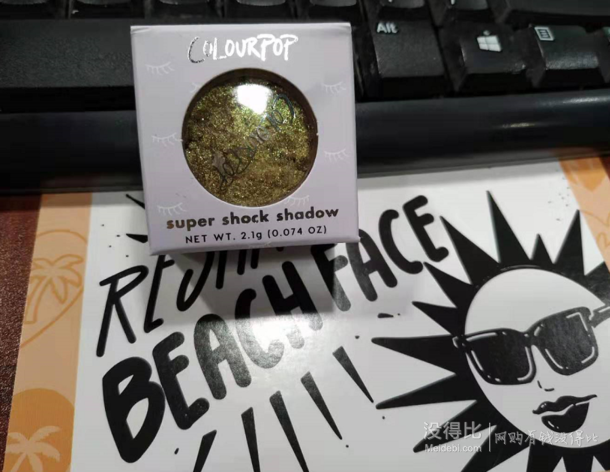 Alt
COLOURPOP
super shock shadow
NET WT. 2.1g (0.074 OZ)
BEACH FACE
没得比
Meidebi.com
网购有我没得比